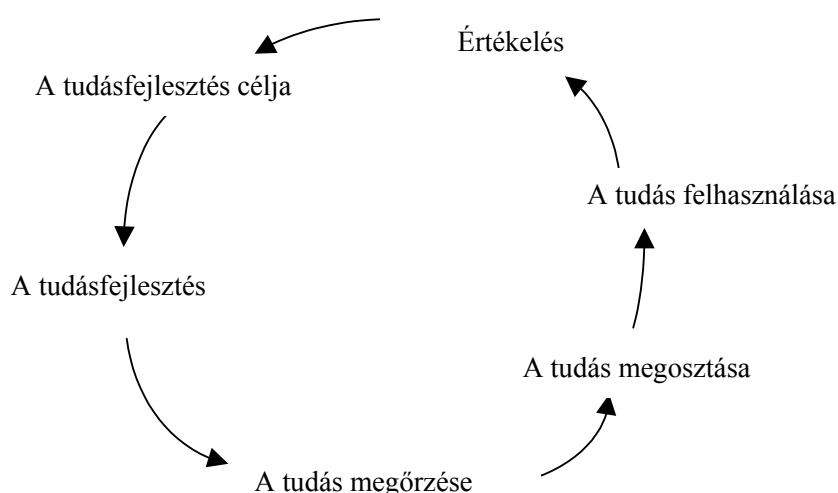 Értékelés
A tudásfejlesztés célja
A tudás felhasználása
A tudásfejlesztés
A tudás megosztása
A tudás megőrzése